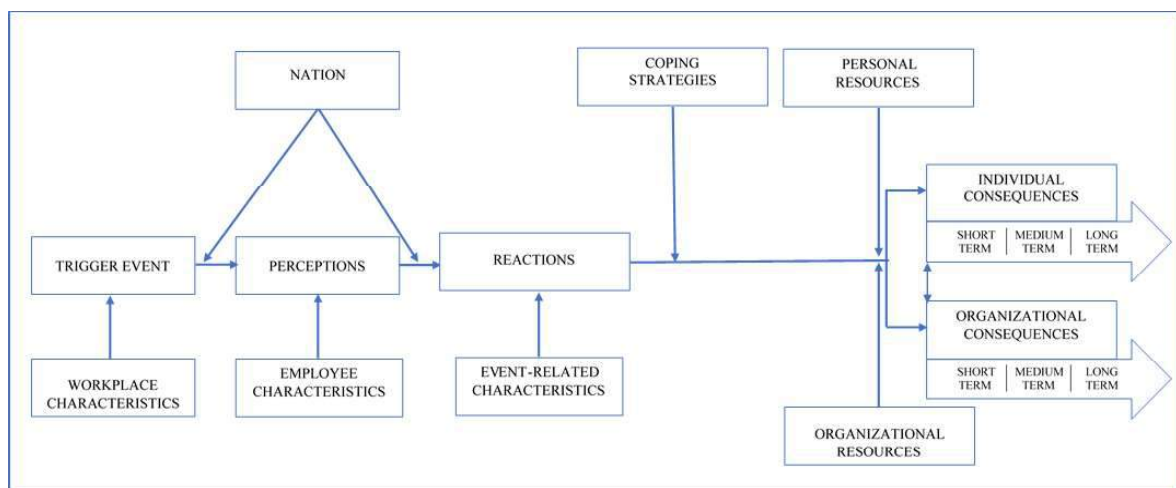 NATION
COPING
STRATEGIES
PERSONAL
RESOURCES
TRIGGER EVENT
PERCEPTIONS
REACTIONS
INDIVIDUAL
CONSEQUENCES
SHORT TERM
MEDIUM TERM
LONG TERM
WORKPLACE
CHARACTERISTICS
EMPLOYEE
CHARACTERISTICS
EVENT-RELATED
CHARACTERISTICS
ORGANIZATIONAL
CONSEQUENCES
SHORT TERM
MEDIUM TERM
LONG TERM
ORGANIZATIONAL
RESOURCES